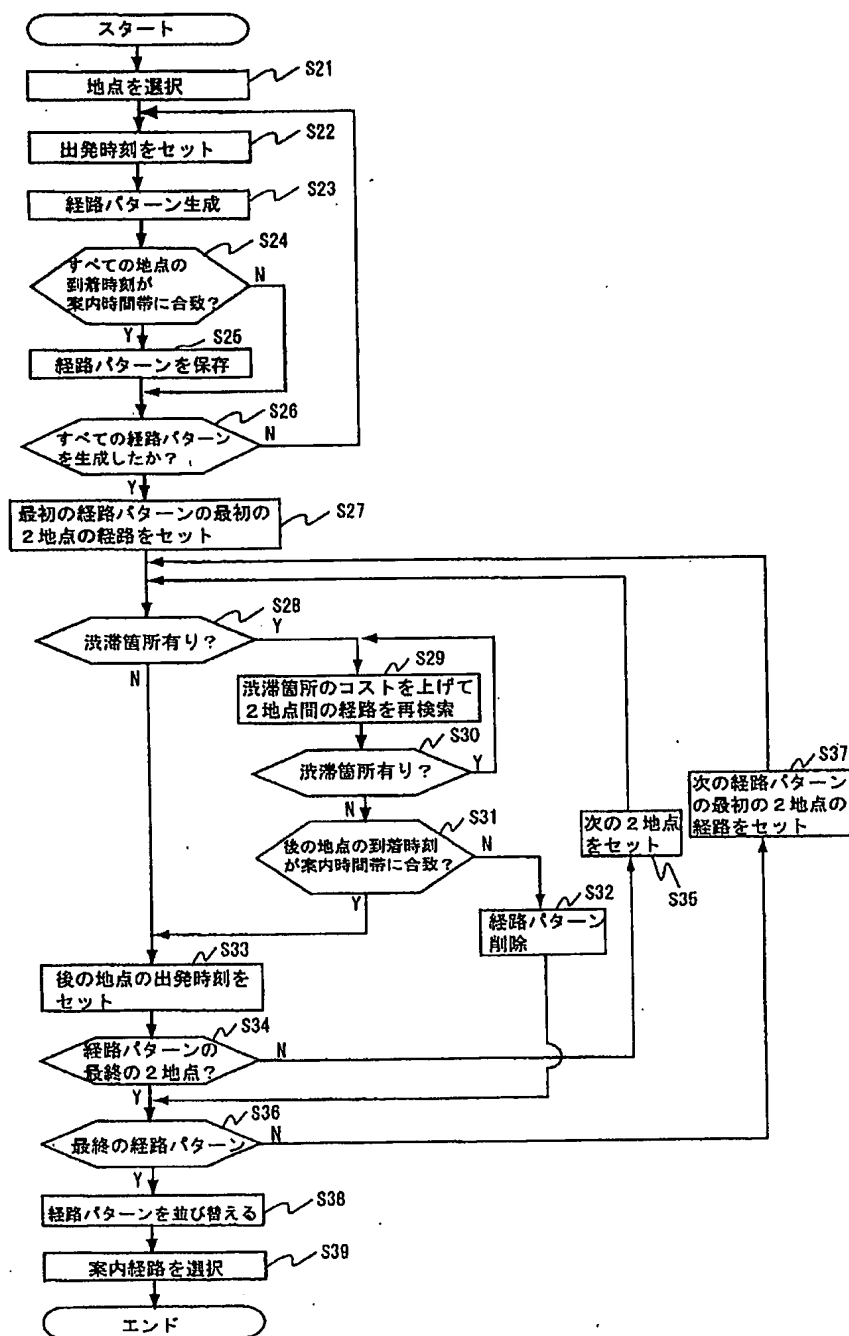 スタート
S21
地点を選択
S22
出発時刻をセット
S23
経路パターン生成
S24
すべての地点の
到着時刻が
案内時間帯に合致？
N
Y
S25
経路パターンを保存
S26
すべての経路パターン
を生成したか？
N
Y
S27
最初の経路パターンの最初の
２地点の経路をセット
S28
渋滞箇所有り？
Y
N
S29
渋滞箇所のコストを上げて
２地点間の経路を再検索
S30
渋滞箇所有り？
Y
N
S31
後の地点の到着時刻
が案内時間帯に合致？
N
Y
S32
経路パターン
削除
S33
後の地点の出発時刻を
セット
S34
経路パターンの
最終の２地点？
N
Y
次の２地点
をセット
S35
S36
最終の経路パターン
N
Y
S37
次の経路パターン
の最初の２地点の
経路をセット
S38
経路パターンを並び替える
S39
案内経路を選択
エンド